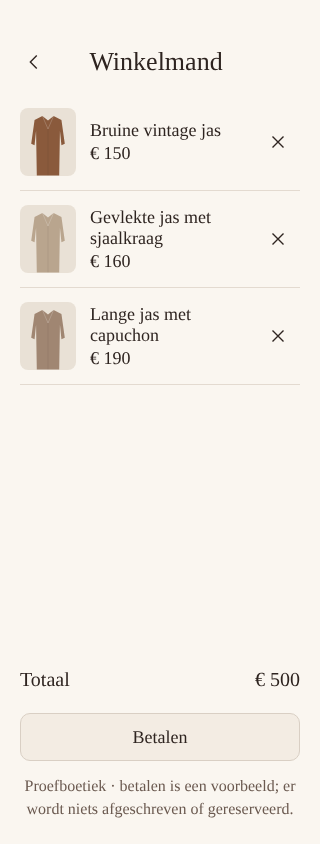 Winkelmand
Bruine vintage jas
€ 150
Gevlekte jas met
sjaalkraag
€ 160
Lange jas met
capuchon
€ 190
Totaal € 500
Betalen
Proefboetiek · betalen is een voorbeeld; er
wordt niets afgeschreven of gereserveerd.